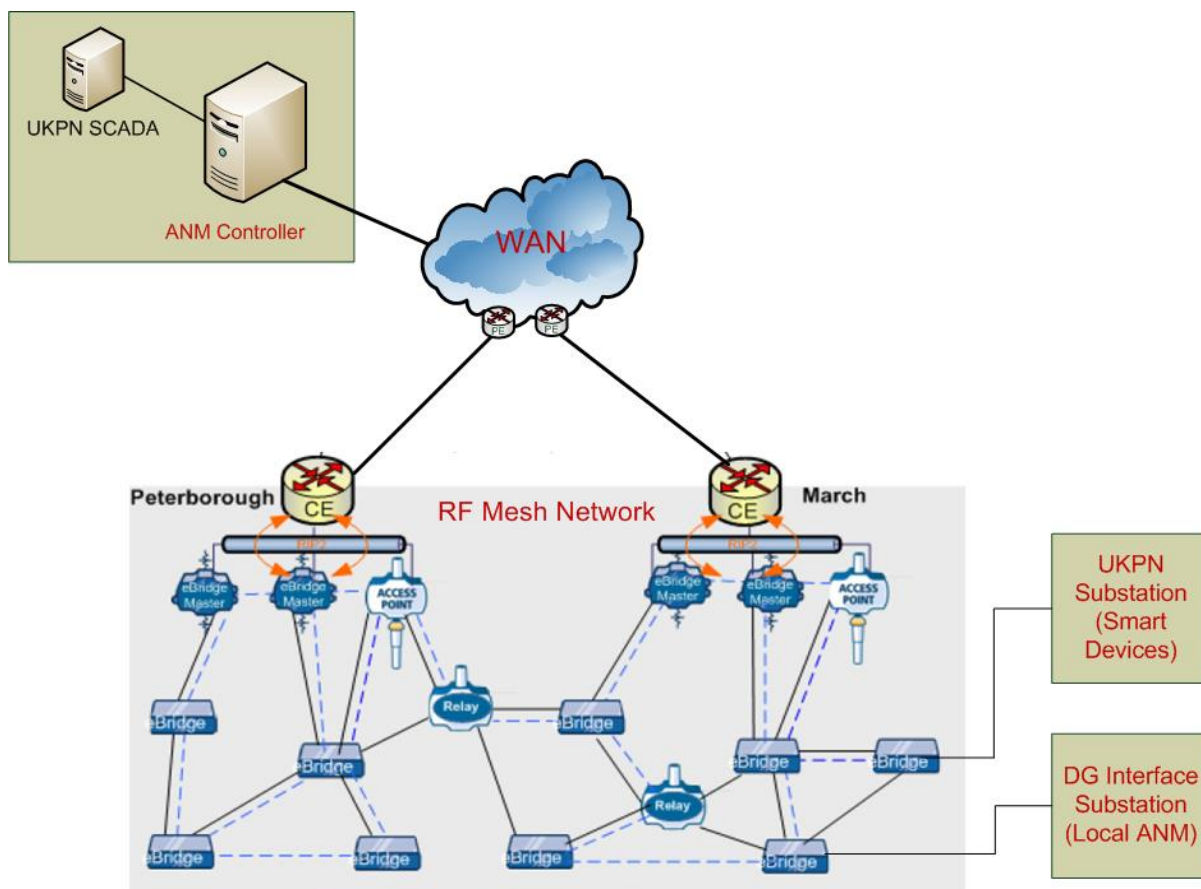 UKPN SCADA
ANM Controller
WAN
PE
PE
Peterborough
CE
RF Mesh Network
CE
March
RIP2
RIP2
eBridge
Master
eBridge
Master
ACCESS
POINT
eBridge
Master
eBridge
Master
ACCESS
POINT
UKPN
Substation
(Smart
Devices)
eBridge
Relay
eBridge
eBridge
eBridge
eBridge
Relay
DG Interface
Substation
(Local ANM)
eBridge
eBridge
eBridge
eBridge